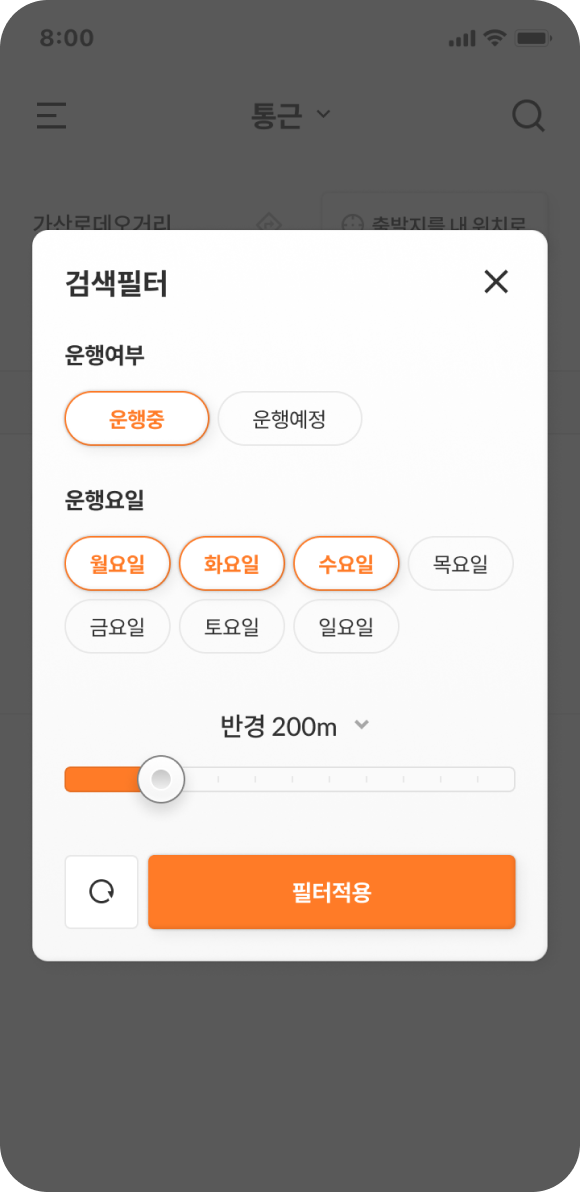 8:00
통근
가산로데오거리
출발지를 내 위치로
검색필터
운행여부
운행중 운행예정
운행요일
월요일 화요일 수요일 목요일
금요일 토요일 일요일
반경 200m
필터적용